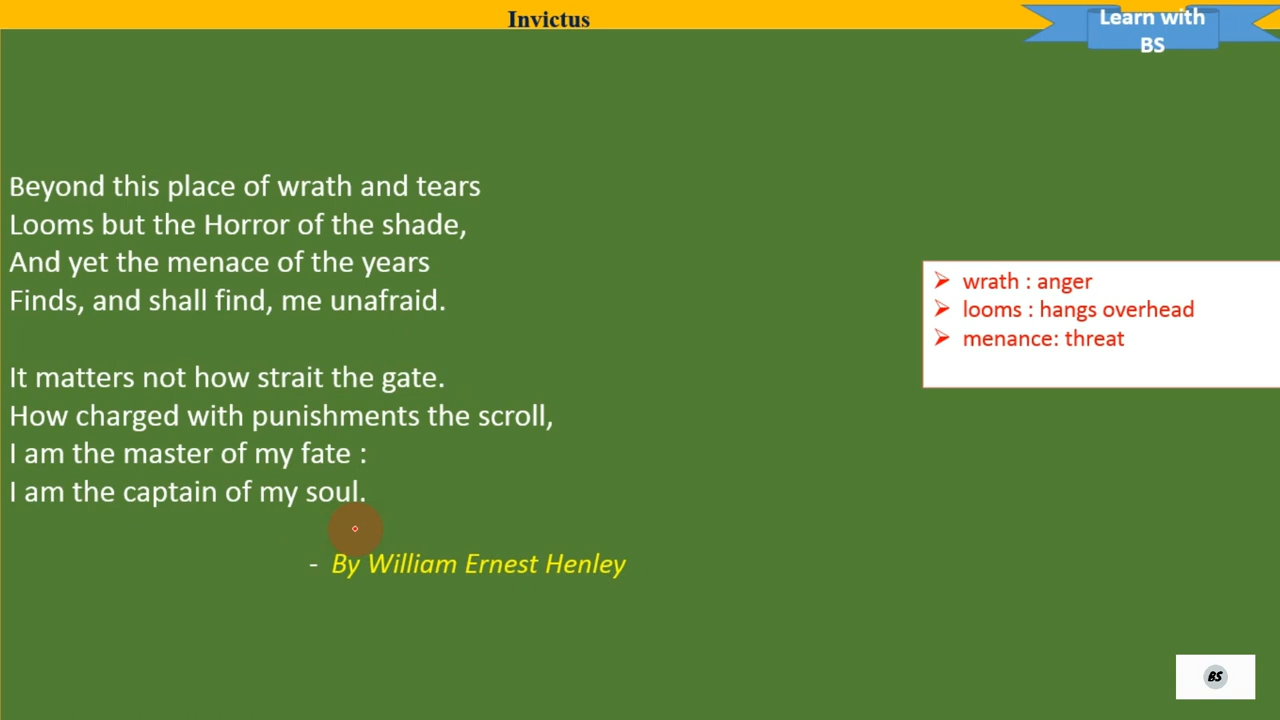 Invictus
Learn with
BS
Beyond this place of wrath and tears
Looms but the Horror of the shade,
And yet the menace of the years
Finds, and shall find, me unafraid.
It matters not how strait the gate.
How charged with punishments the scroll,
I am the master of my fate :
I am the captain of my soul.
- By William Ernest Henley
➢ wrath : anger
➢ looms : hangs overhead
➢ menance: threat
BS